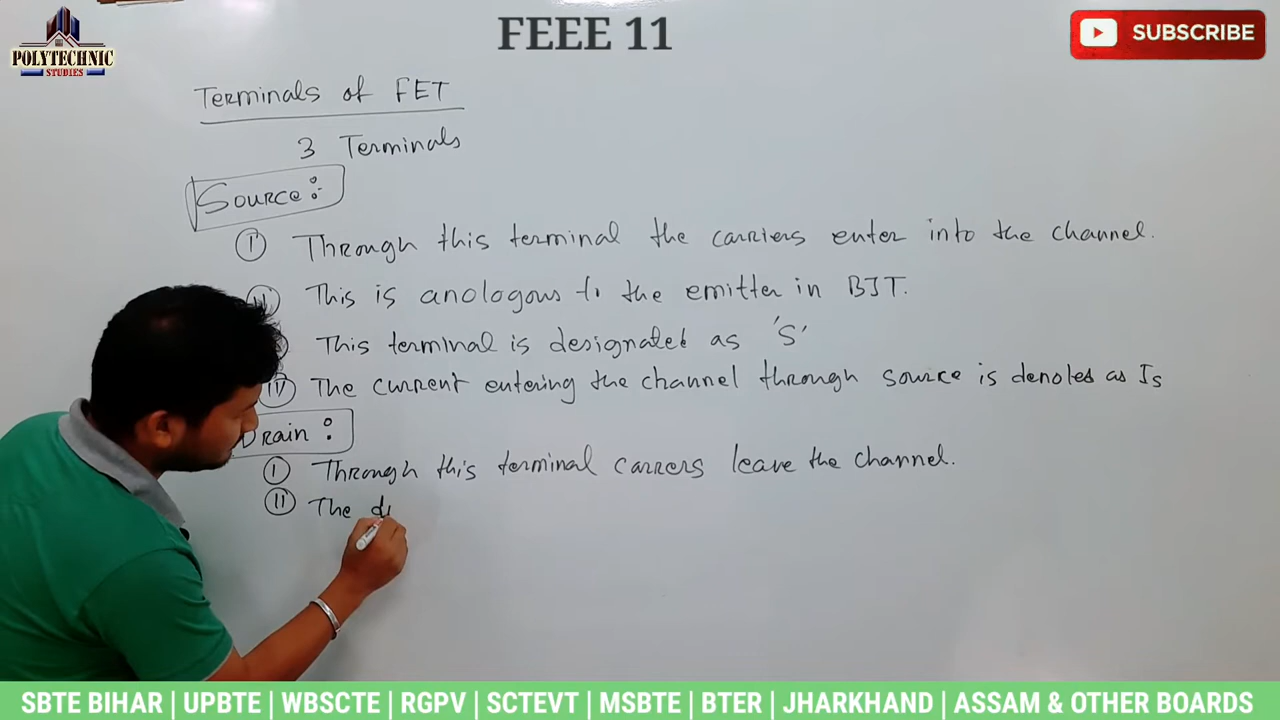 POLYTECHNIC
STUDIES
FEEE 11
SUBSCRIBE
Terminals of FET
3 Terminals
Source:
I Through this terminal the carriers enter into the channel.
II This is anologous to the emitter in BJT.
This terminal is designated as 'S'
IV The current entering the channel through source is denotes as Is
Drain :
I Through this terminal carrers leave the channel.
II The
SBTE BIHAR | UPBTE | WBSCTE | RGPV | SCTEVT | MSBTE | BTER | JHARKHAND | ASSAM & OTHER BOARDS